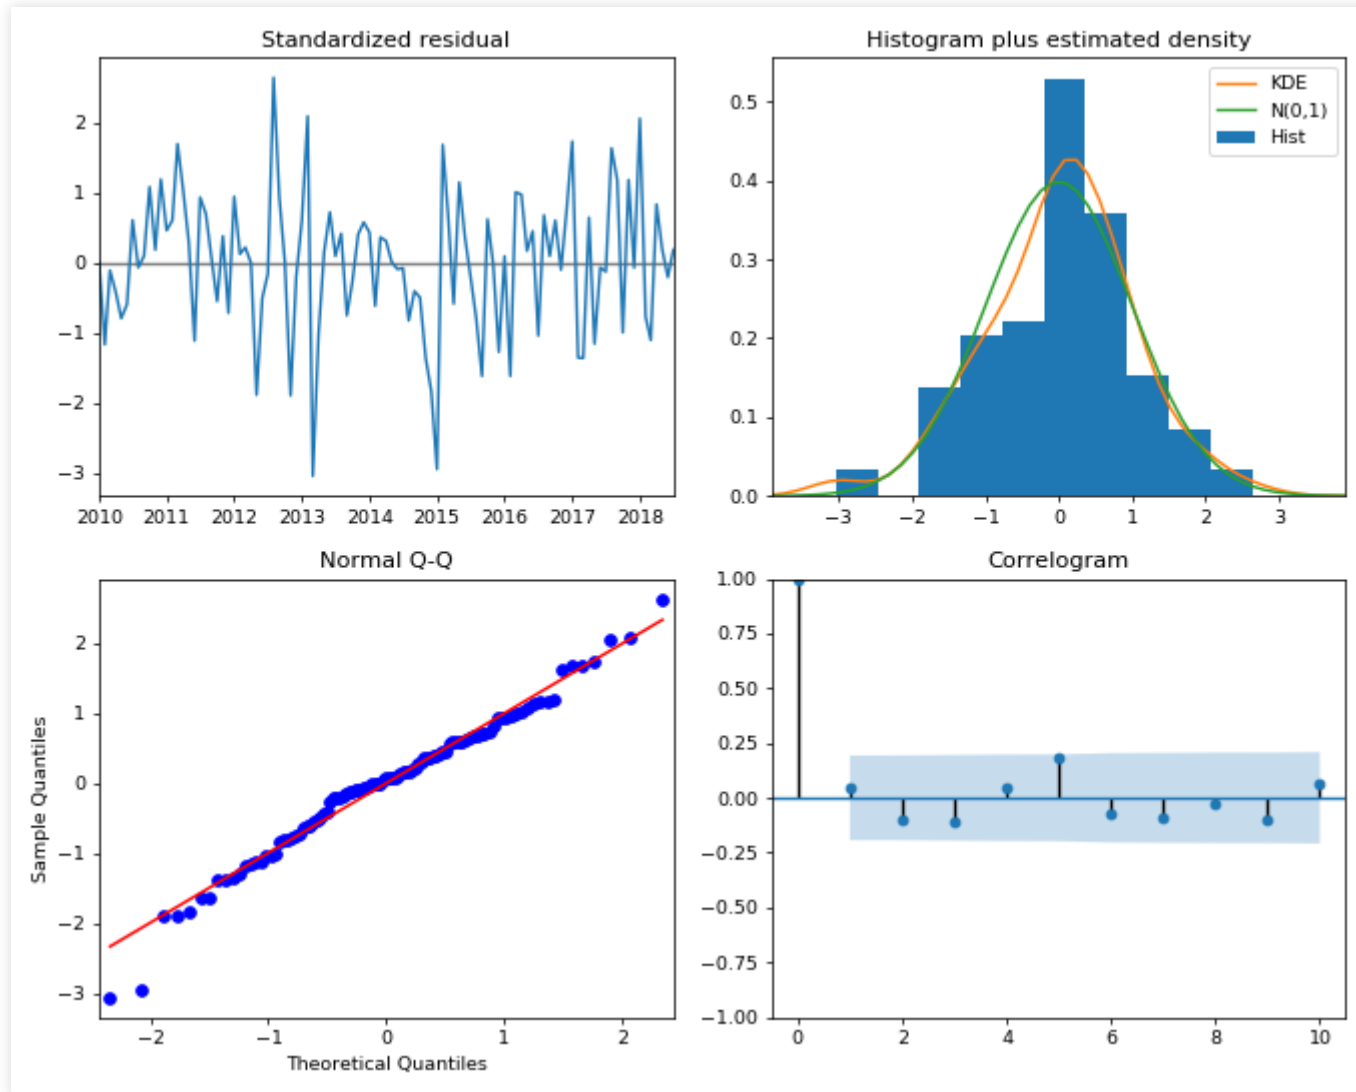 Standardized residual
2
1
0
−1
−2
−3
2010 2011 2012 2013 2014 2015 2016 2017 2018
Histogram plus estimated density
KDE
N(0,1)
Hist
0.5
0.4
0.3
0.2
0.1
0.0
−3 −2 −1 0 1 2 3
Normal Q-Q
Sample Quantiles
2
1
0
−1
−2
−3
−2 −1 0 1 2
Theoretical Quantiles
Correlogram
1.00
0.75
0.50
0.25
0.00
−0.25
−0.50
−0.75
−1.00
0 2 4 6 8 10